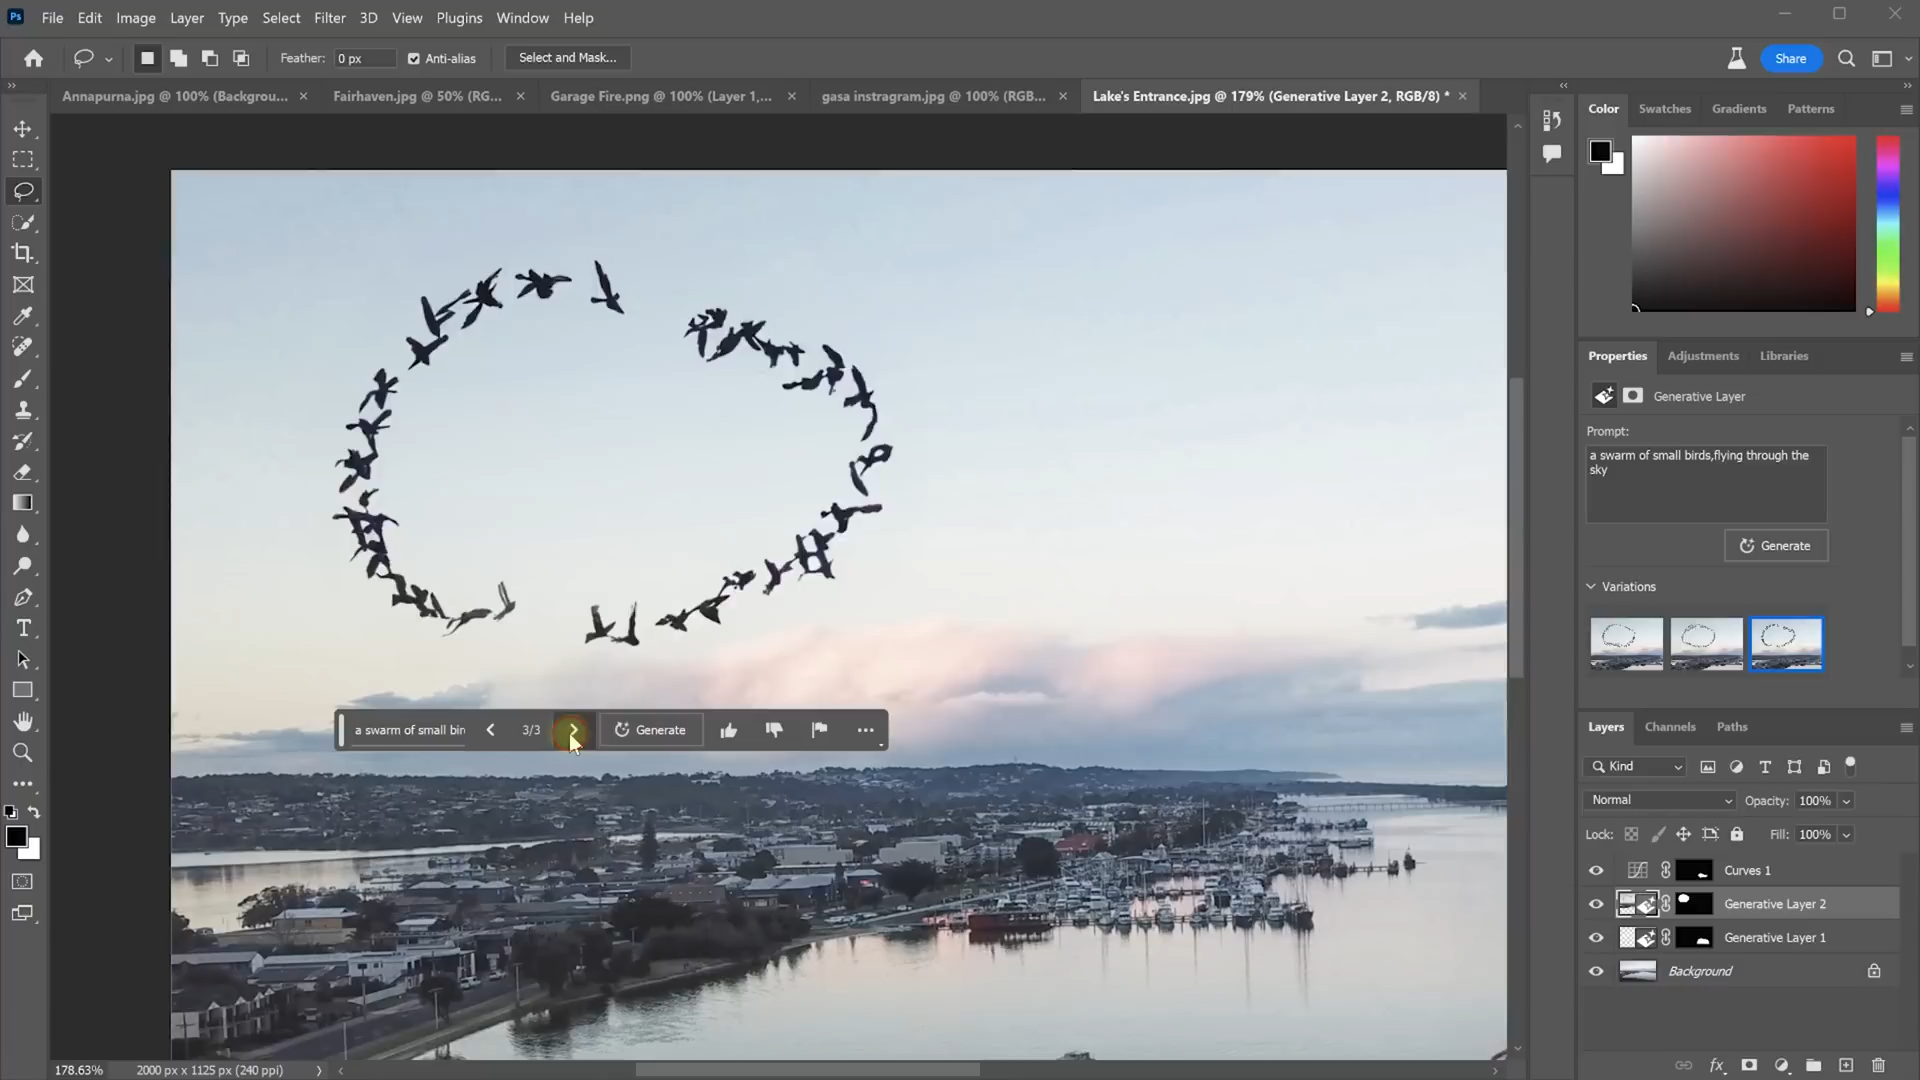 Ps File Edit Image Layer Type Select Filter 3D View Plugins Window Help
Feather: 0 px Anti-alias Select and Mask... Share
Annapurna.jpg @ 100% (Backgrou... Fairhaven.jpg @ 50% (RG... Garage Fire.png @ 100% (Layer 1,... gasa instragram.jpg @ 100% (RGB... Lake's Entrance.jpg @ 179% (Generative Layer 2, RGB/8) *
Color Swatches Gradients Patterns
Properties Adjustments Libraries
Generative Layer
Prompt:
a swarm of small birds,flying through the
sky
Generate
Variations
a swarm of small bir 3/3 Generate
Layers Channels Paths
Kind
Normal Opacity: 100%
Lock: Fill: 100%
Curves 1
Generative Layer 2
Generative Layer 1
Background
178.63% 2000 px x 1125 px (240 ppi)
fx